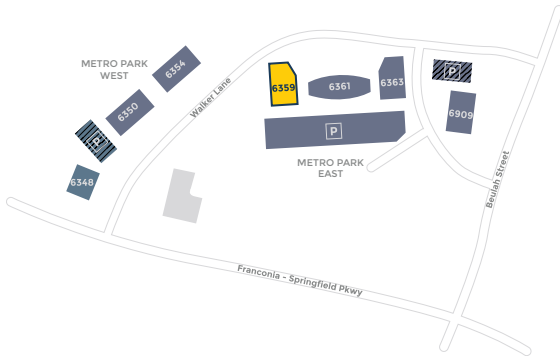 METRO PARK
WEST
6354
6350
P
6348
Walker Lane
6359
6361
6363
P
METRO PARK
EAST
P
6909
Beulah Street
Franconia - Springfield Pkwy